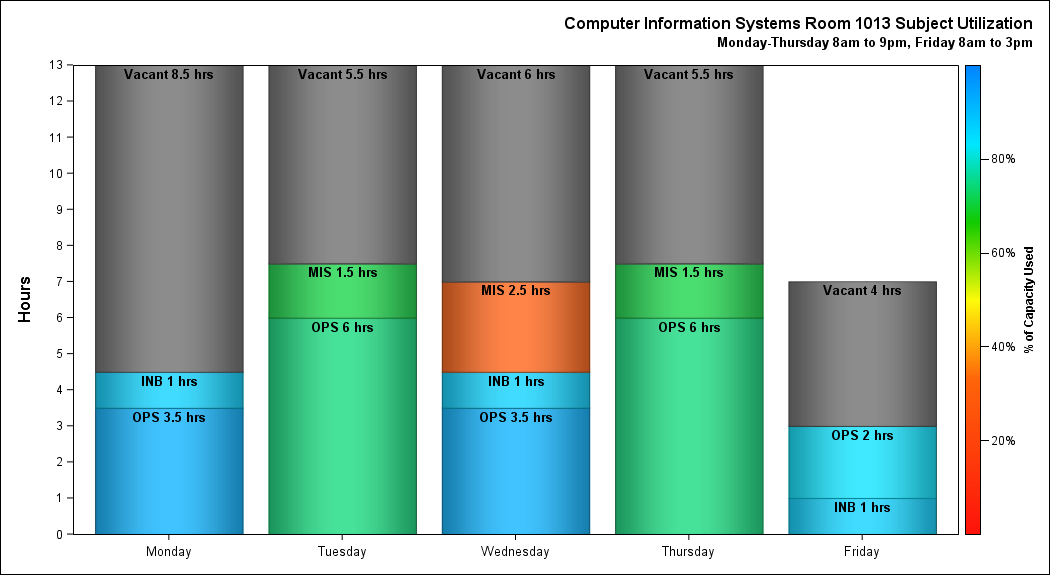 Computer Information Systems Room 1013 Subject Utilization
Monday-Thursday 8am to 9pm, Friday 8am to 3pm
Hours
13
12
11
10
9
8
7
6
5
4
3
2
1
0
Vacant 8.5 hrs
INB 1 hrs
OPS 3.5 hrs
Vacant 5.5 hrs
MIS 1.5 hrs
OPS 6 hrs
Vacant 6 hrs
MIS 2.5 hrs
INB 1 hrs
OPS 3.5 hrs
Vacant 5.5 hrs
MIS 1.5 hrs
OPS 6 hrs
Vacant 4 hrs
OPS 2 hrs
INB 1 hrs
Monday
Tuesday
Wednesday
Thursday
Friday
80%
60%
40%
20%
% of Capacity Used